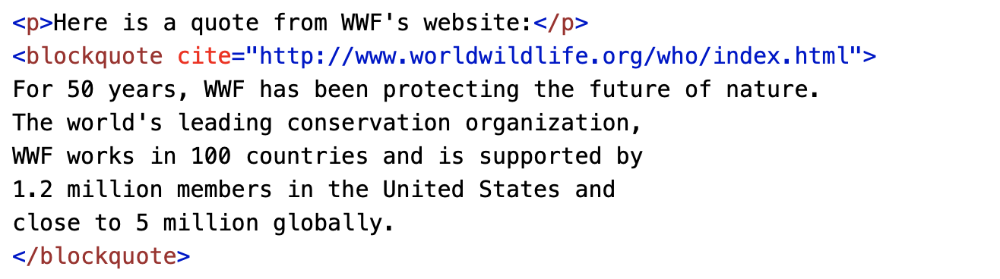 <p>Here is a quote from WWF's website:</p>
<blockquote cite="http://www.worldwildlife.org/who/index.html">
For 50 years, WWF has been protecting the future of nature.
The world's leading conservation organization,
WWF works in 100 countries and is supported by
1.2 million members in the United States and
close to 5 million globally.
</blockquote>